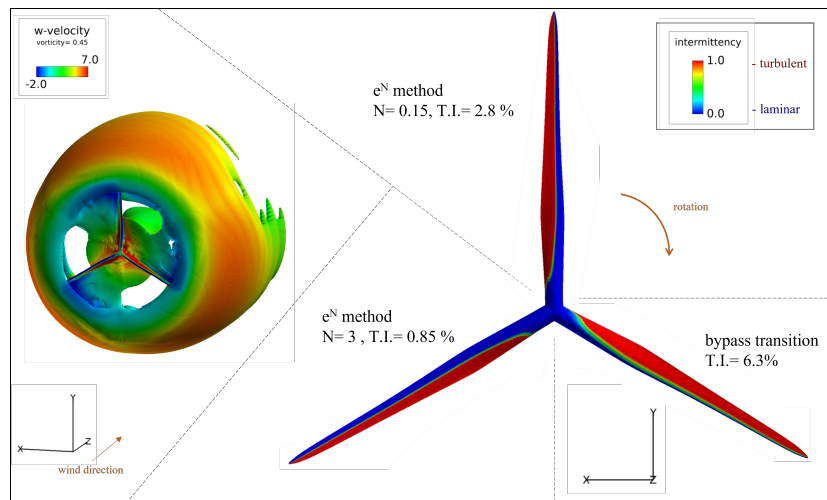 w-velocity
vorticity= 0.45
7.0
-2.0
e^N method
N= 0.15, T.I.= 2.8 %
intermittency
1.0
0.0
- turbulent
- laminar
rotation
e^N method
N= 3 , T.I.= 0.85 %
bypass transition
T.I.= 6.3%
Y
X
Z
wind direction
Y
X
Z